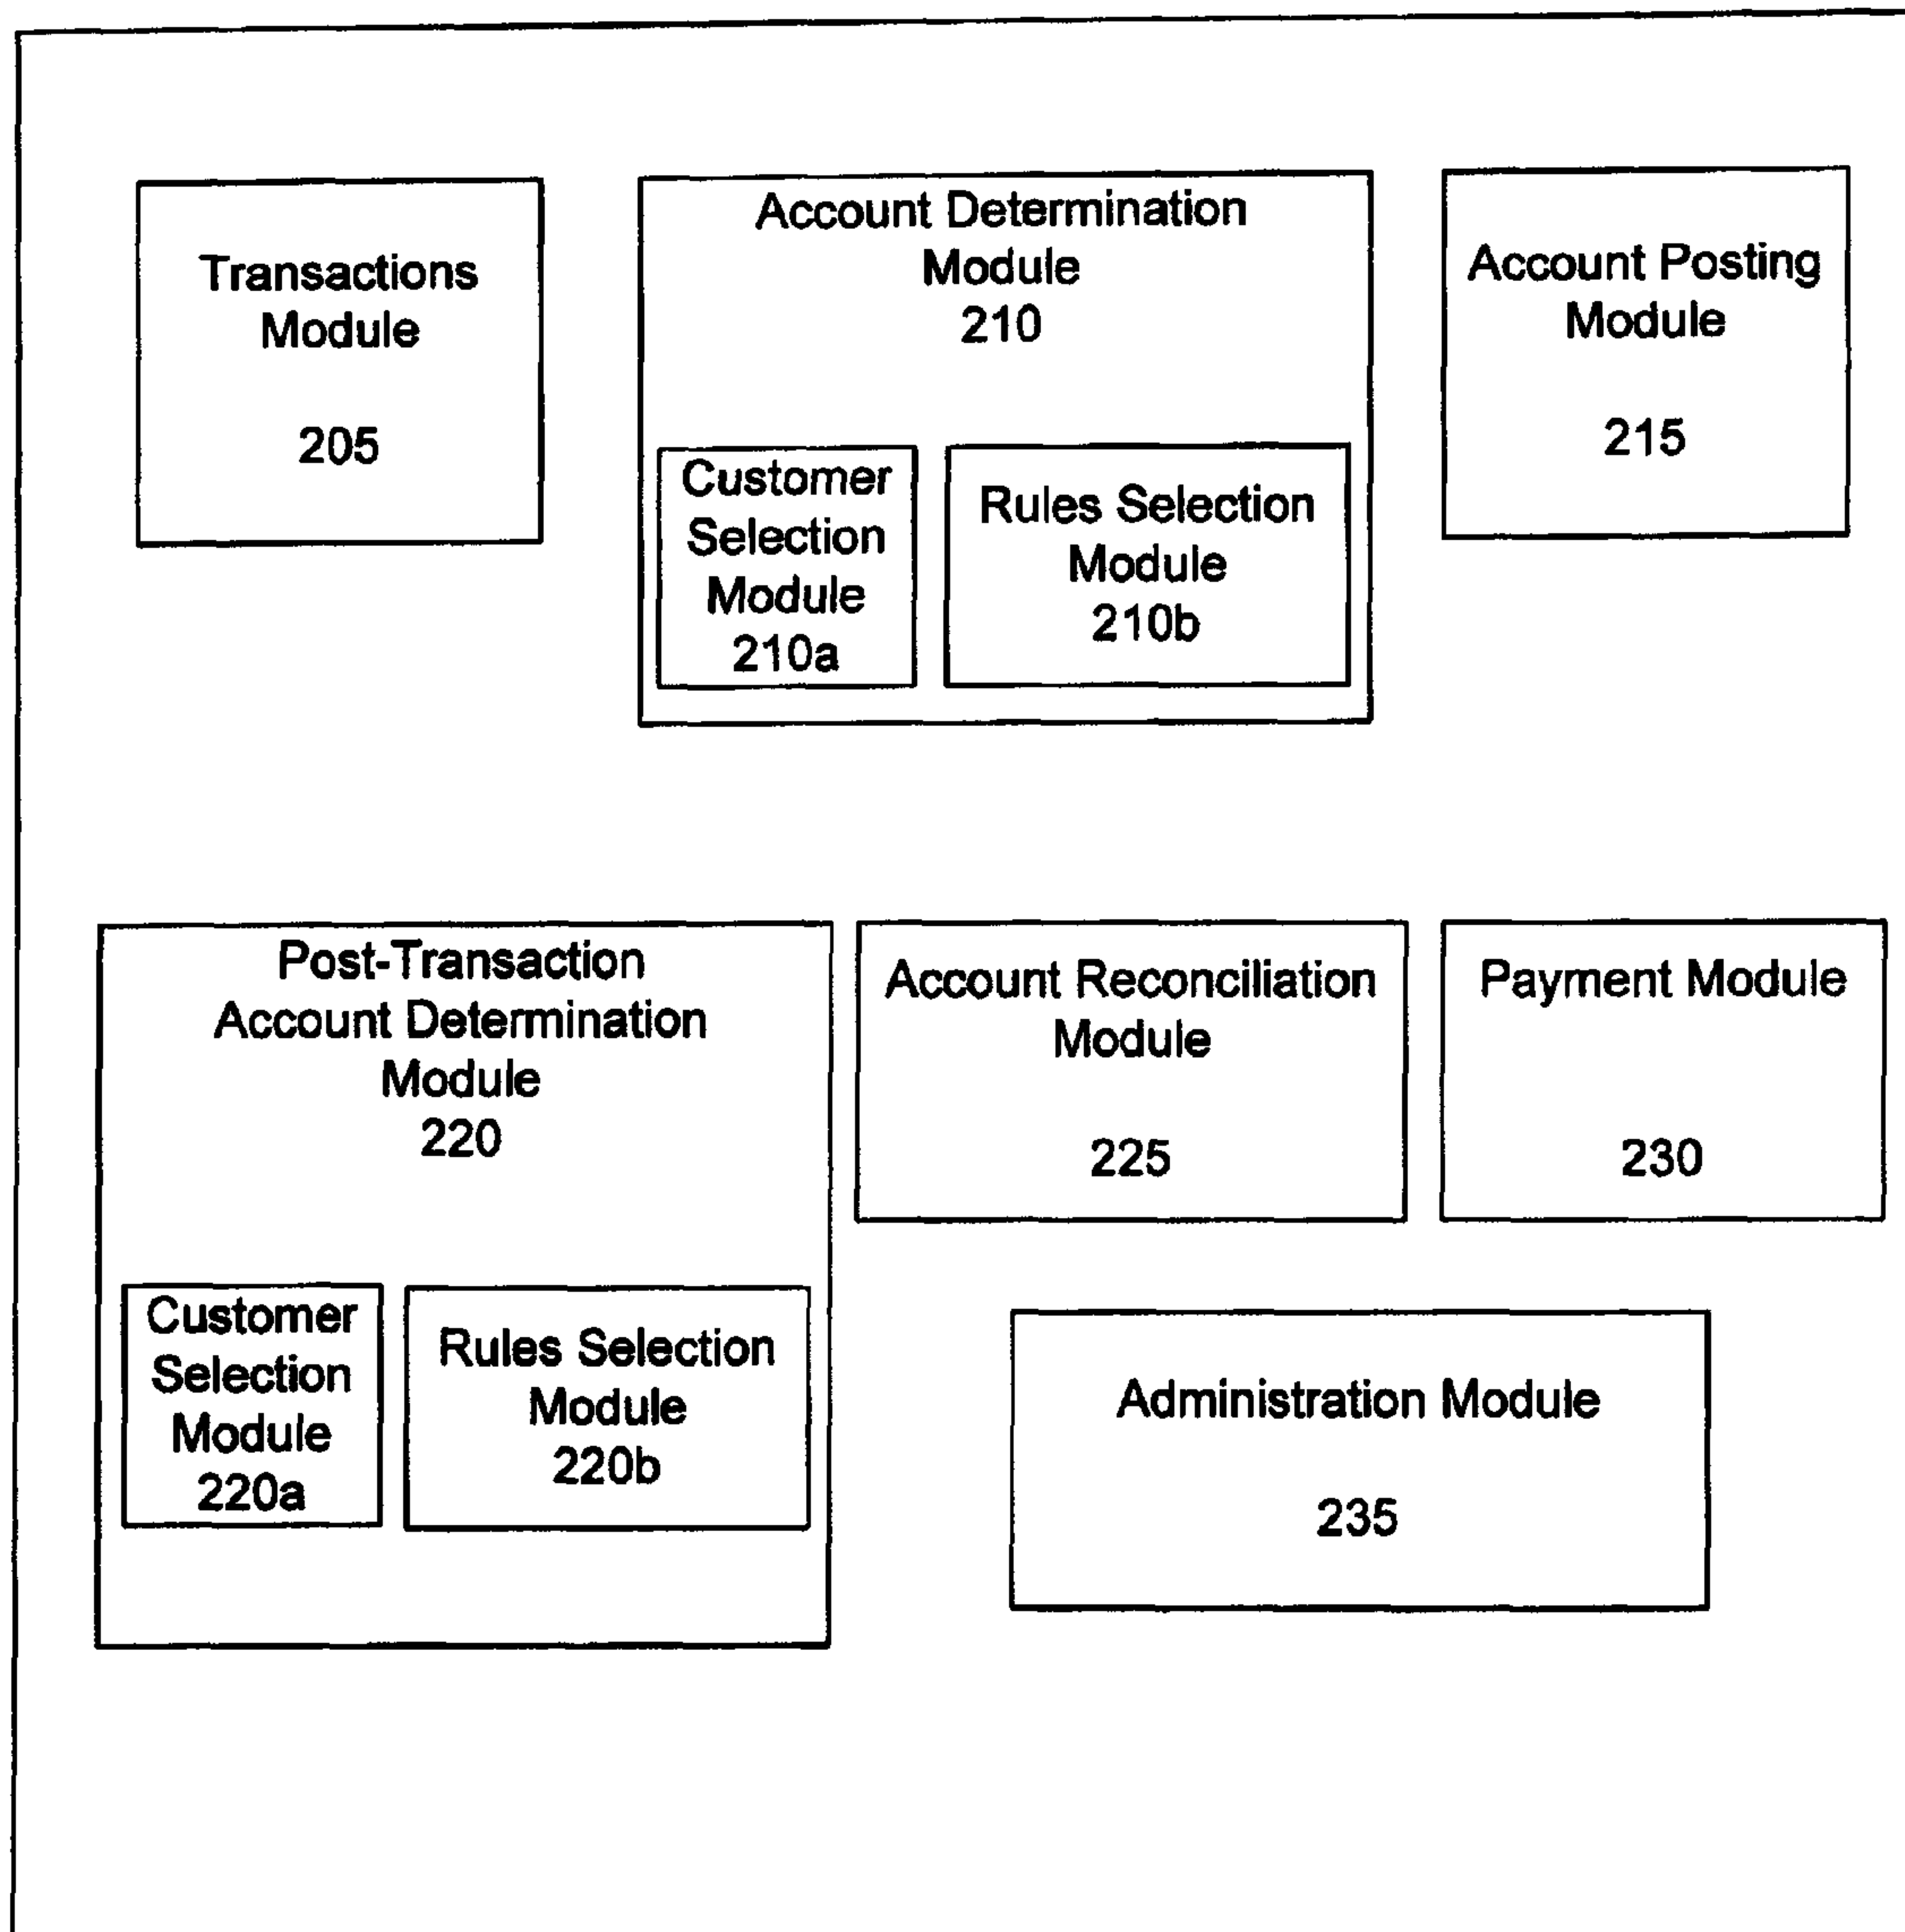 Transactions
Module
205
Account Determination
Module
210
Customer
Selection
Module
210a
Rules Selection
Module
210b
Account Posting
Module
215
Post-Transaction
Account Determination
Module
220
Customer
Selection
Module
220a
Rules Selection
Module
220b
Account Reconciliation
Module
225
Payment Module
230
Administration Module
235